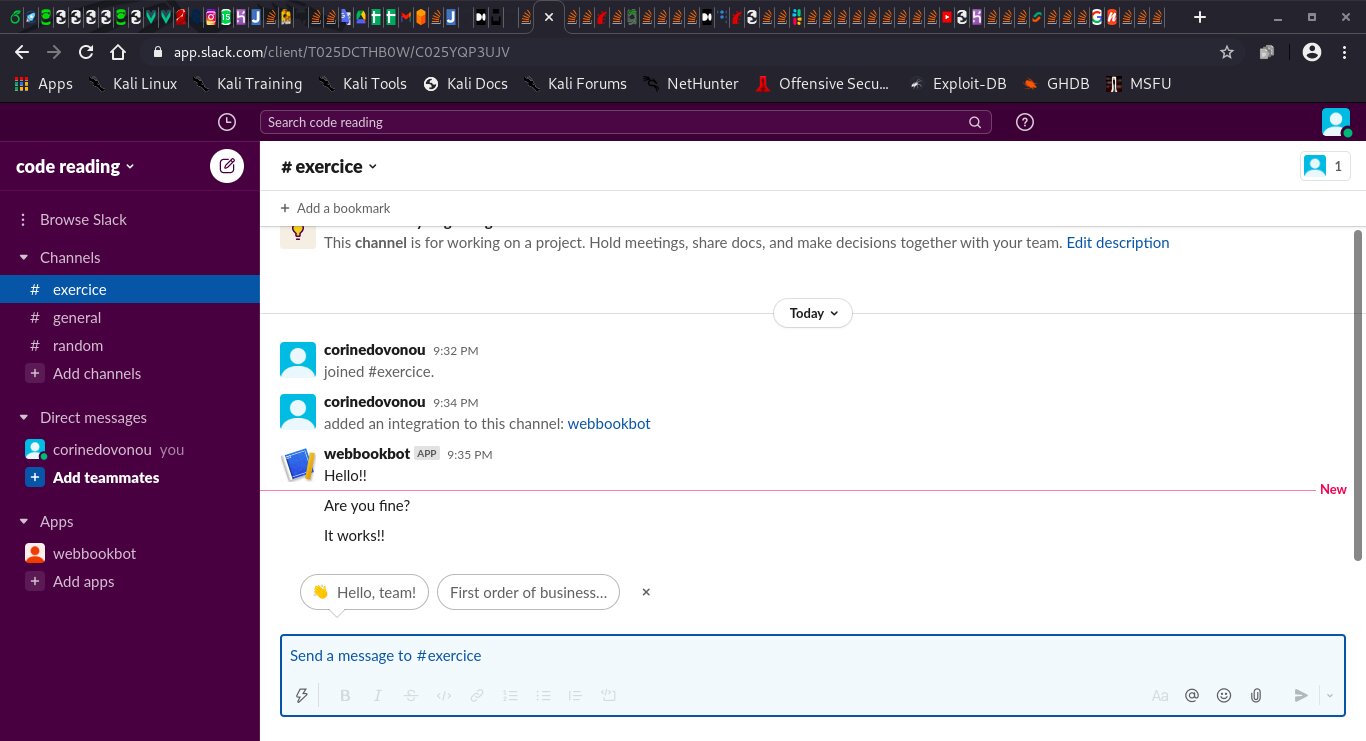 app.slack.com/client/T025DCTHB0W/C025YQP3UJV
Apps Kali Linux Kali Training Kali Tools Kali Docs Kali Forums NetHunter Offensive Secu... Exploit-DB GHDB MSFU
Search code reading
code reading
# exercice
1
Browse Slack
+ Add a bookmark
This channel is for working on a project. Hold meetings, share docs, and make decisions together with your team. Edit description
Channels
# exercice
# general
# random
+ Add channels
Direct messages
corinedovonou you
+ Add teammates
Apps
webbookbot
+ Add apps
Today
corinedovonou 9:32 PM
joined #exercice.
corinedovonou 9:34 PM
added an integration to this channel: webbookbot
webbookbot APP 9:35 PM
Hello!!
New
Are you fine?
It works!!
👋 Hello, team! First order of business...
Send a message to #exercice
B I S Aa @